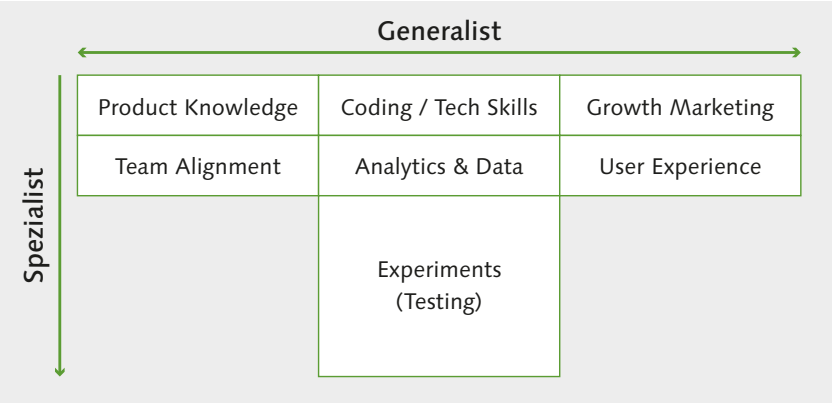 Generalist
Spezialist
Product Knowledge
Coding / Tech Skills
Growth Marketing
Team Alignment
Analytics & Data
User Experience
Experiments
(Testing)